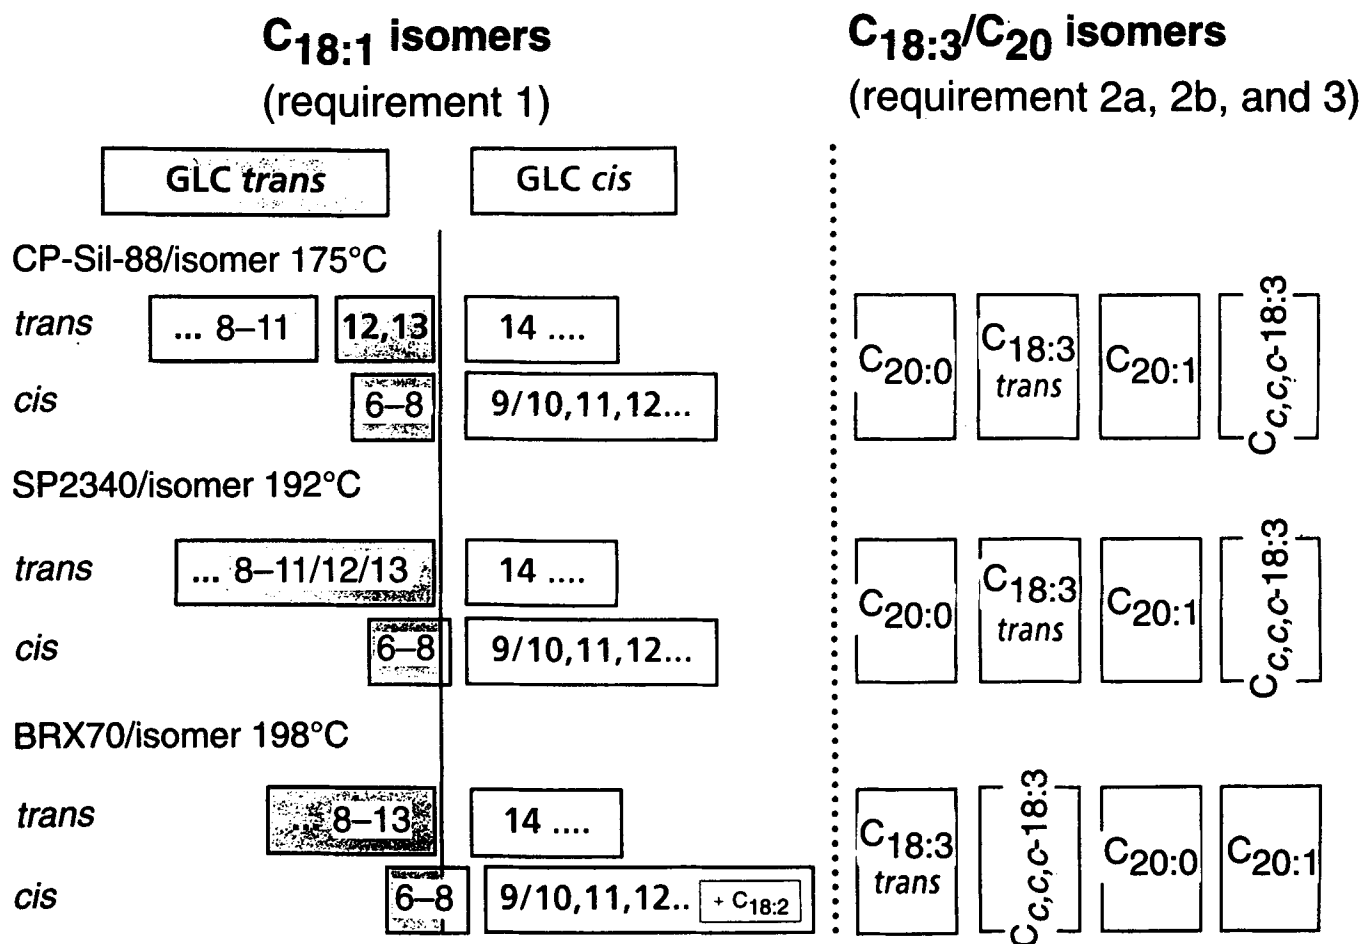 C18:1 isomers
(requirement 1)
C18:3/C20 isomers
(requirement 2a, 2b, and 3)
GLC trans
GLC cis
CP-Sil-88/isomer 175°C
trans
... 8–11
12,13
14 ....
cis
6–8
9/10,11,12...
C20:0
C18:3
trans
C20:1
Cc,c,c-18:3
SP2340/isomer 192°C
trans
... 8–11/12/13
14 ....
cis
6–8
9/10,11,12...
C20:0
C18:3
trans
C20:1
Cc,c,c-18:3
BRX70/isomer 198°C
trans
... 8–13
14 ....
cis
6–8
9/10,11,12.. + C18:2
C18:3
trans
Cc,c,c-18:3
C20:0
C20:1